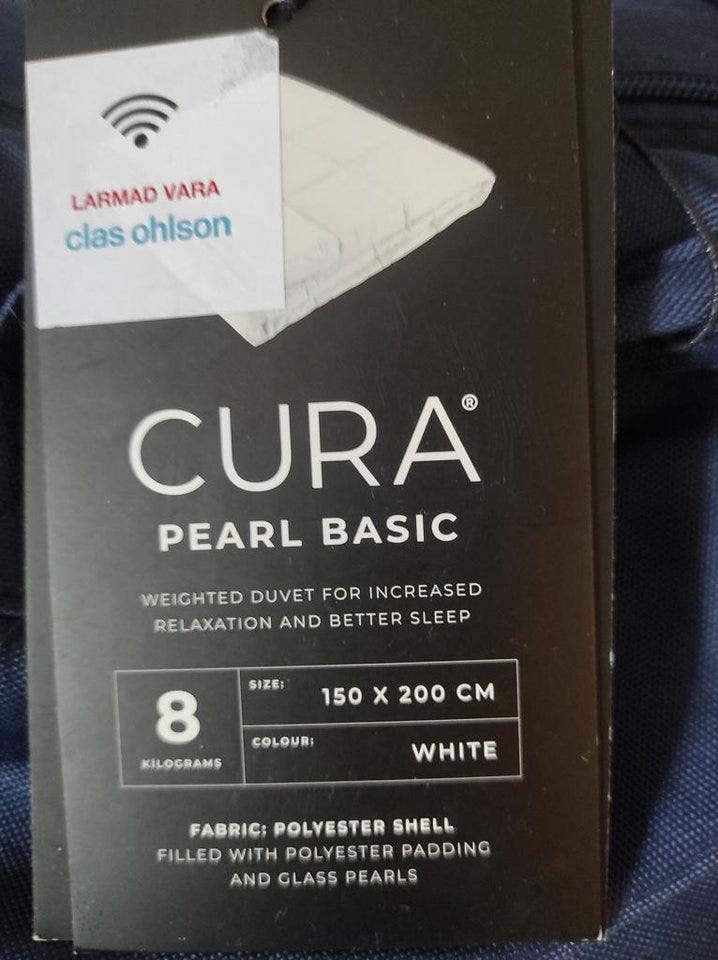 LARMAD VARA
clas ohlson
CURA®
PEARL BASIC
WEIGHTED DUVET FOR INCREASED
RELAXATION AND BETTER SLEEP
8
KILOGRAMS
SIZE: 150 X 200 CM
COLOUR: WHITE
FABRIC: POLYESTER SHELL
FILLED WITH POLYESTER PADDING
AND GLASS PEARLS